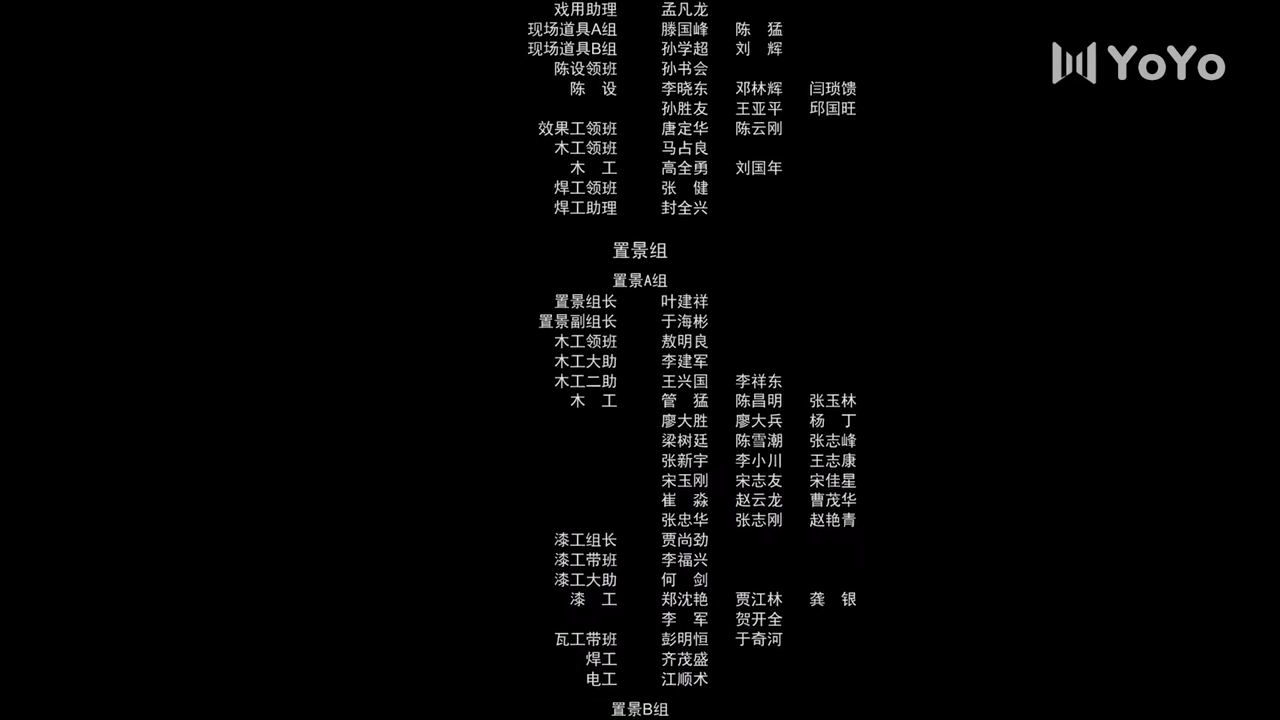 戏用助理 孟凡龙
现场道具A组 滕国峰 陈 猛
现场道具B组 孙学超 刘 辉
YOYO
陈设领班 孙书会
陈 设 李晓东 邓林辉 闫琐馈
孙胜友 王亚平 邱国旺
效果工领班 唐定华 陈云刚
木工领班 马占良
木 工 高全勇 刘国年
焊工领班 张 健
焊工助理 封全兴
置景组
置景A组
置景组长 叶建祥
置景副组长 于海彬
木工领班 敖明良
木工大助 李建军
木工二助 王兴国 李祥东
木 工 管 猛 陈昌明 张玉林
廖大胜 廖大兵 杨 丁
梁树廷 陈雪潮 张志峰
张新宇 李小川 王志康
宋玉刚 宋志友 宋佳星
崔 淼 赵云龙 曹茂华
张忠华 张志刚 赵艳青
漆工组长 贾尚劲
漆工带班 李福兴
漆工大助 何 剑
漆 工 郑沈艳 贾江林 龚 银
李 军 贺开全
瓦工带班 彭明恒 于奇河
焊工 齐茂盛
电工 江顺术
置景B组